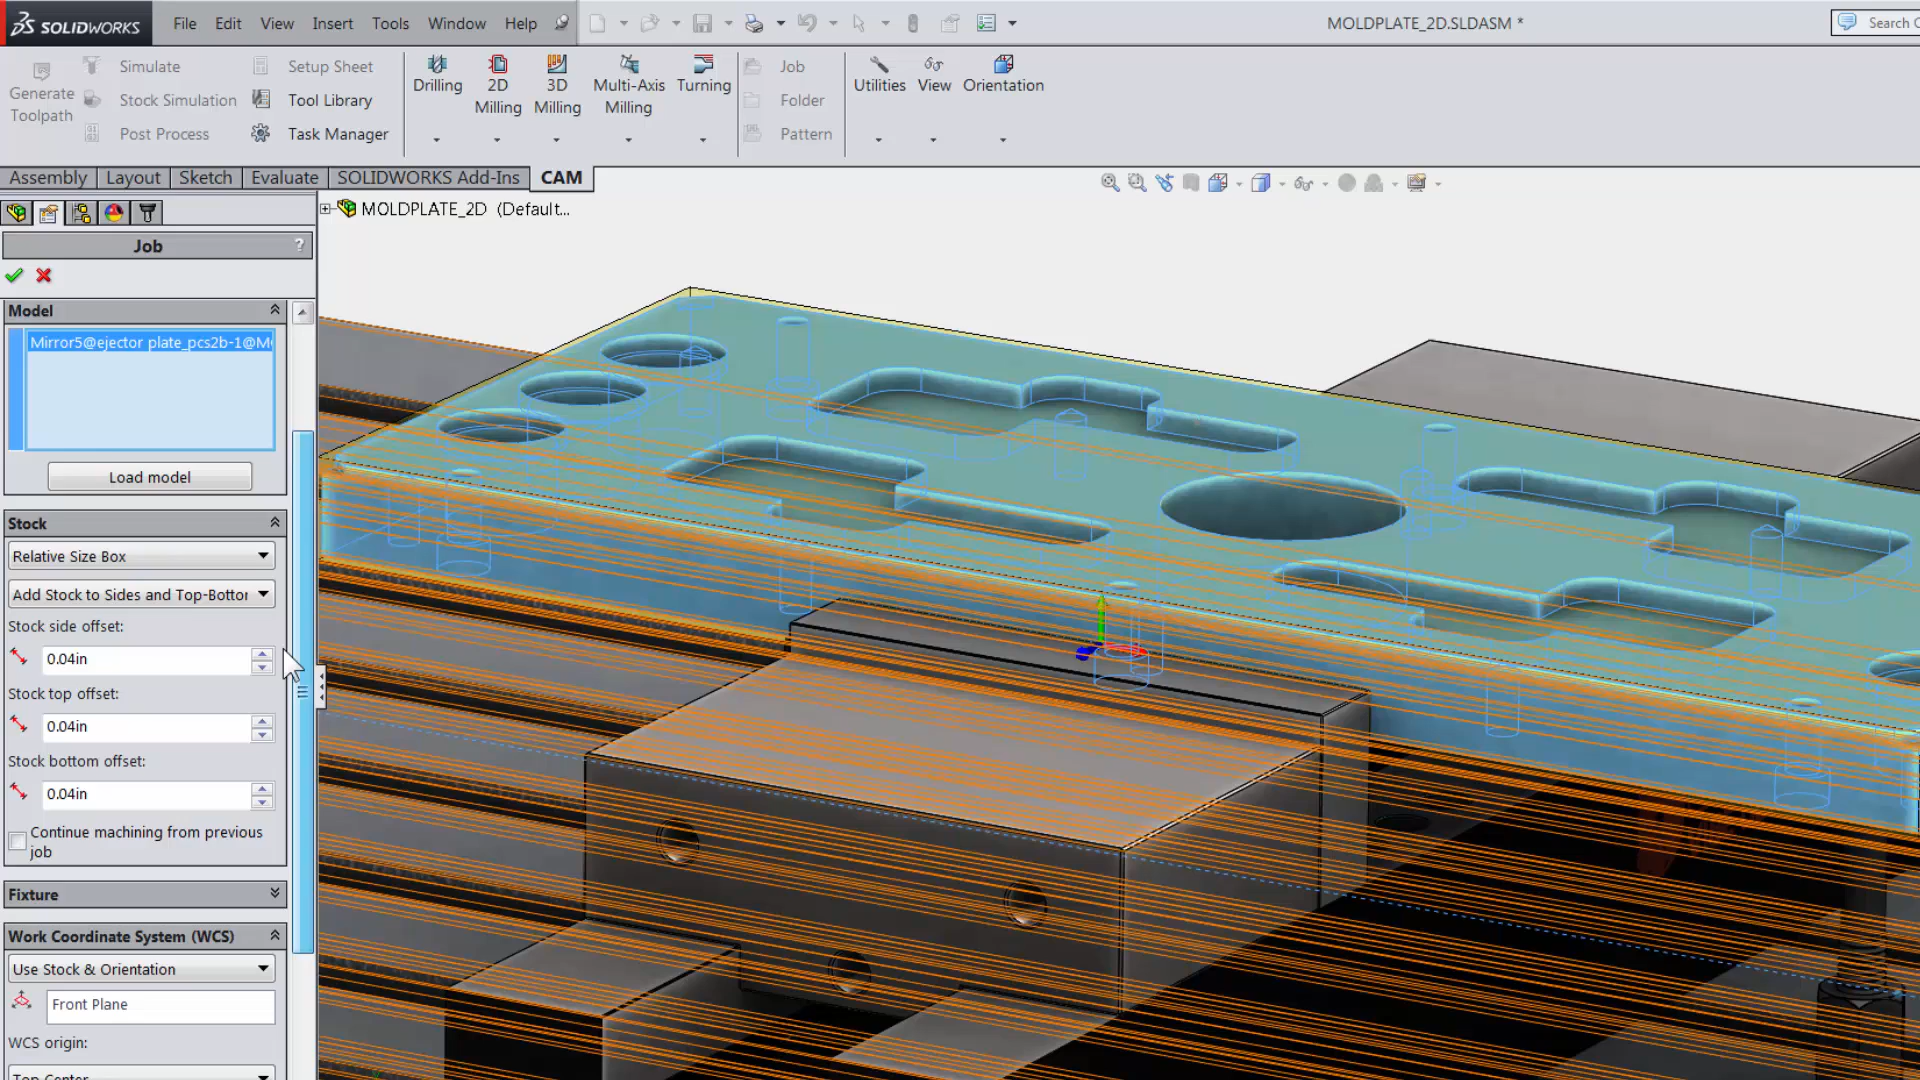 SOLIDWORKS File Edit View Insert Tools Window Help MOLDPLATE_2D.SLDASM * Search C
Simulate Setup Sheet
Generate Toolpath Stock Simulation Tool Library
Post Process Task Manager
Drilling 2D Milling 3D Milling Multi-Axis Milling Turning
Job
Folder
Pattern
Utilities View Orientation
Assembly Layout Sketch Evaluate SOLIDWORKS Add-Ins CAM
MOLDPLATE_2D (Default...
Job ?
Model
Mirror5@ejector plate_pcs2b-1@M
Load model
Stock
Relative Size Box
Add Stock to Sides and Top-Bottor
Stock side offset:
0.04in
Stock top offset:
0.04in
Stock bottom offset:
0.04in
Continue machining from previous
job
Fixture
Work Coordinate System (WCS)
Use Stock & Orientation
Front Plane
WCS origin:
Top Center